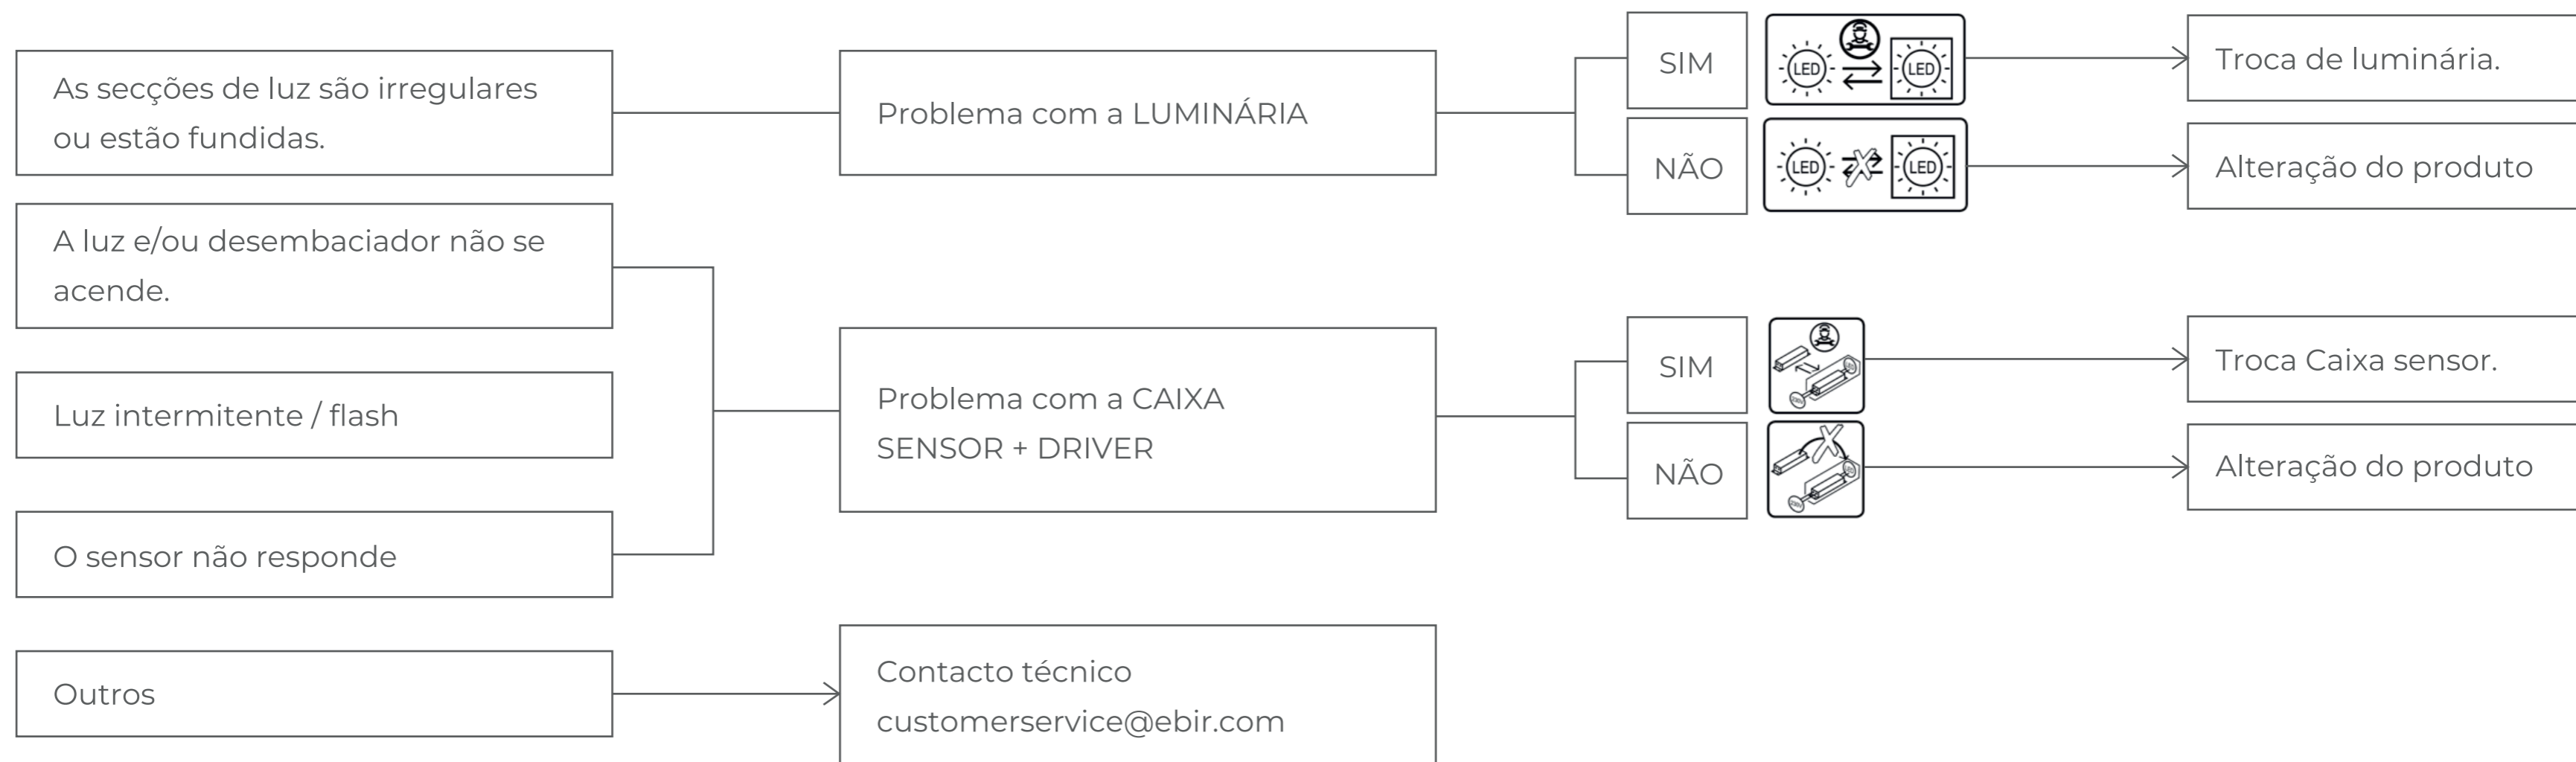 As secções de luz são irregulares
ou estão fundidas.
Problema com a LUMINÁRIA
SIM
LED
LED
Troca de luminária.
NÃO
LED
LED
Alteração do produto
A luz e/ou desembaciador não se
acende.
Luz intermitente / flash
O sensor não responde
Problema com a CAIXA
SENSOR + DRIVER
SIM
Troca Caixa sensor.
NÃO
Alteração do produto
Outros
Contacto técnico
customerservice@ebir.com